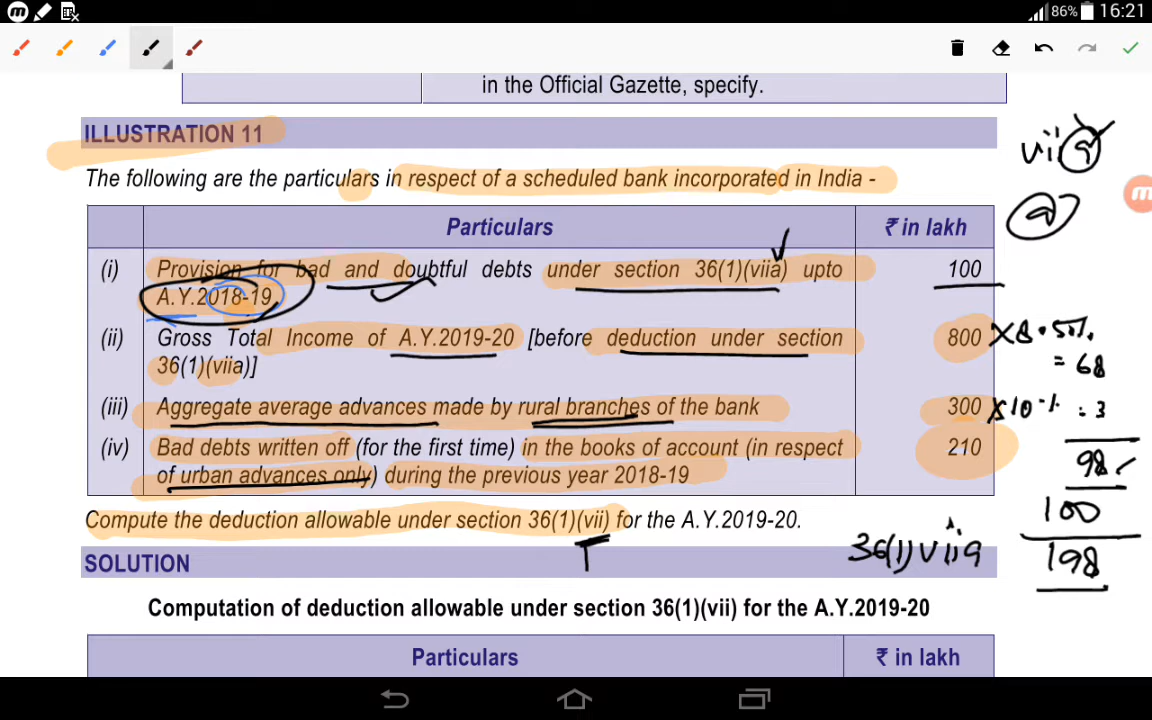 86% 16:21
in the Official Gazette, specify.
ILLUSTRATION 11
The following are the particulars in respect of a scheduled bank incorporated in India -
Particulars ₹ in lakh
(i) Provision for bad and doubtful debts under section 36(1)(viia) upto 100
A.Y.2018-19
(ii) Gross Total Income of A.Y.2019-20 [before deduction under section 800
36(1)(viia)]
(iii) Aggregate average advances made by rural branches of the bank 300
(iv) Bad debts written off (for the first time) in the books of account (in respect 210
of urban advances only) during the previous year 2018-19
Compute the deduction allowable under section 36(1)(vii) for the A.Y.2019-20.
SOLUTION
Computation of deduction allowable under section 36(1)(vii) for the A.Y.2019-20
Particulars ₹ in lakh
viia
a
×8.5%
= 68
×10% = 3
98
100
198
36(1)viia